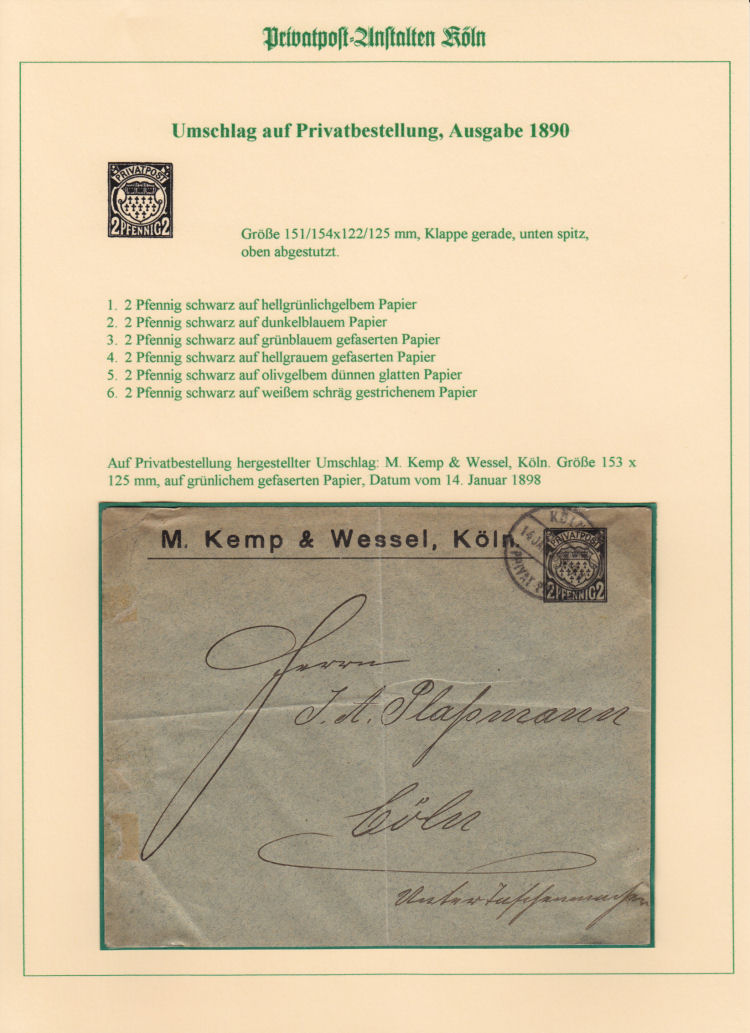 Privatpost-Anstalten Köln
Umschlag auf Privatbestellung, Ausgabe 1890
PRIVATPOST
2 PFENNIG 2
Größe 151/154x122/125 mm, Klappe gerade, unten spitz,
oben abgestutzt.
1. 2 Pfennig schwarz auf hellgrünlichgelbem Papier
2. 2 Pfennig schwarz auf dunkelblauem Papier
3. 2 Pfennig schwarz auf grünblauem gefaserten Papier
4. 2 Pfennig schwarz auf hellgrauem gefaserten Papier
5. 2 Pfennig schwarz auf olivgelbem dünnen glatten Papier
6. 2 Pfennig schwarz auf weißem schräg gestrichenem Papier
Auf Privatbestellung hergestellter Umschlag: M. Kemp & Wessel, Köln. Größe 153 x
125 mm, auf grünlichem gefaserten Papier, Datum vom 14. Januar 1898
M. Kemp & Wessel, Köln.
KÖLN
14 JA
PRIVAT
PRIVATPOST
2 PFENNIG 2
Herrn
J. A. Plaßmann
Cöln
Untertaschenmacher